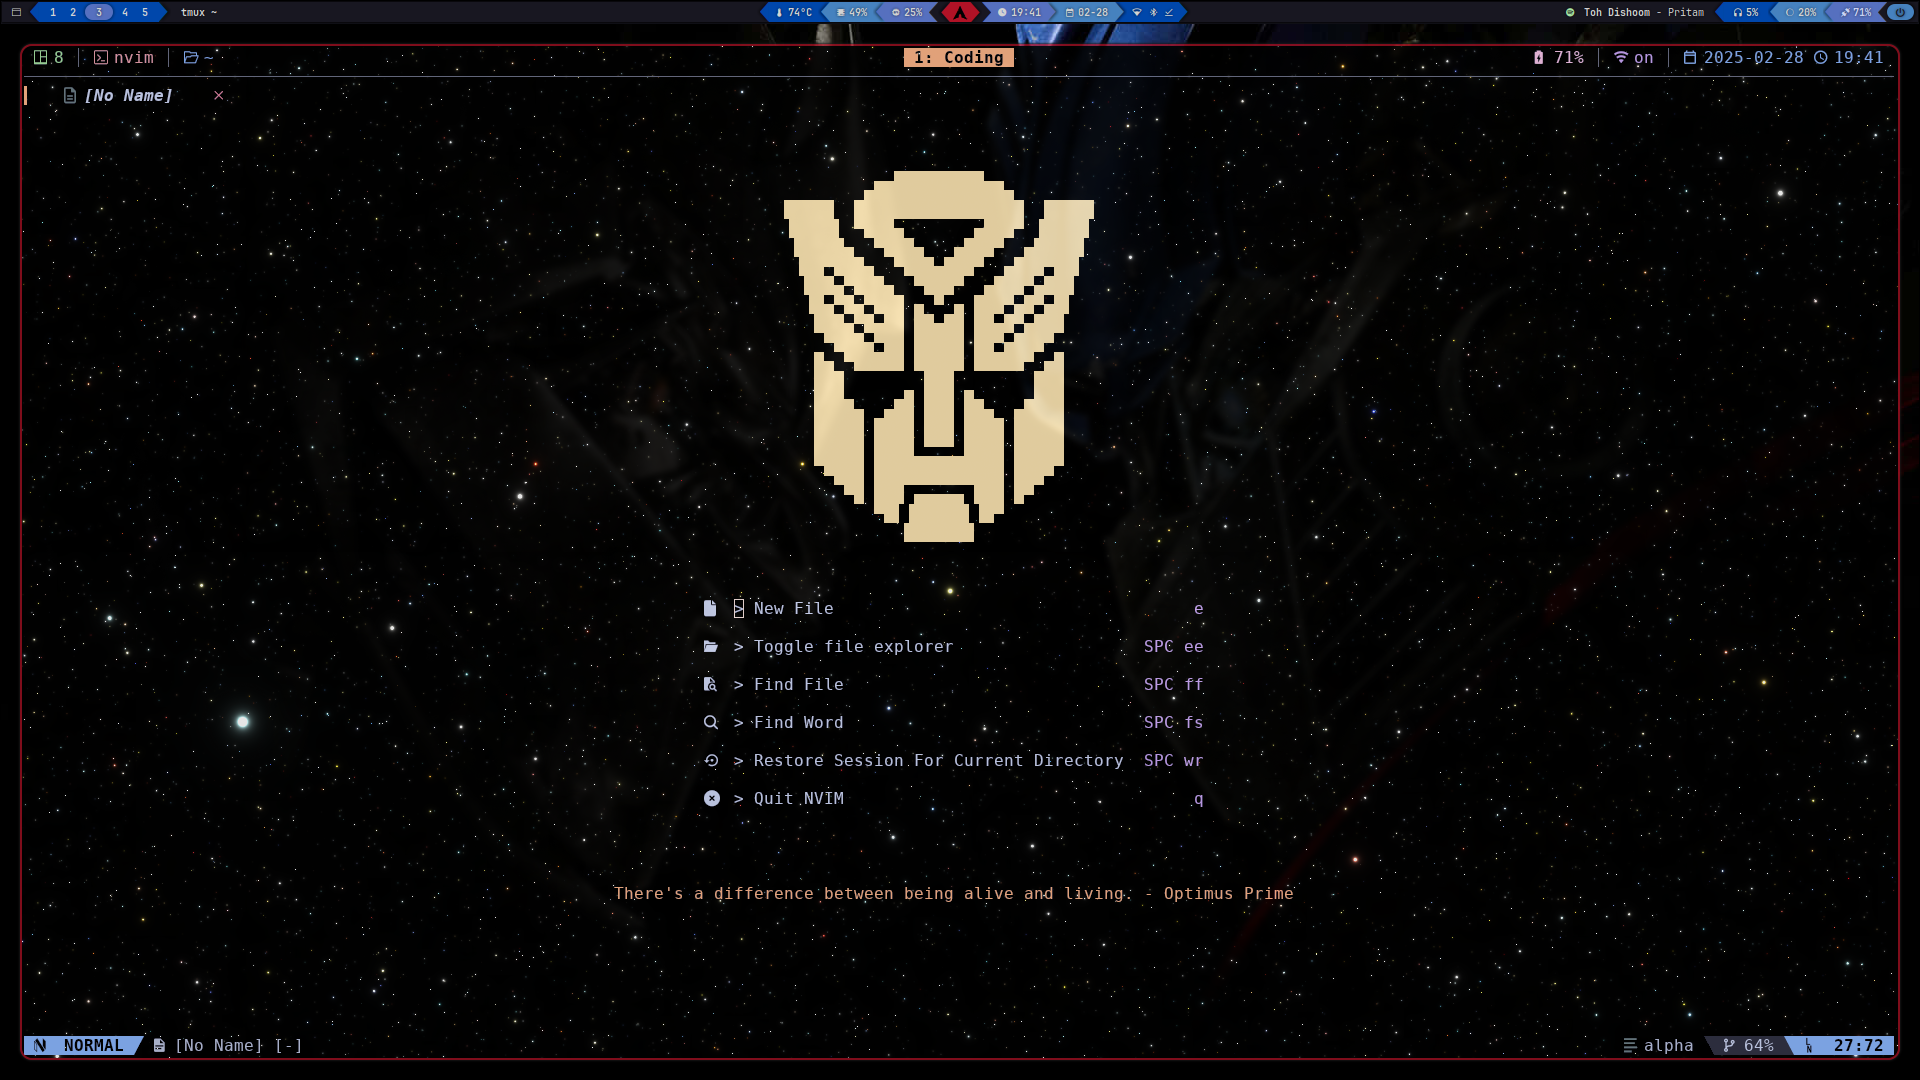 1 2 3 4 5 tmux ~ 74°C 49% 25% 19:41 02-28 Toh Dishoom - Pritam 5% 20% 71%
8 nvim ~ 1: Coding 71% on 2025-02-28 19:41
[No Name] ×
> New File e
> Toggle file explorer SPC ee
> Find File SPC ff
> Find Word SPC fs
> Restore Session For Current Directory SPC wr
> Quit NVIM q
There's a difference between being alive and living. - Optimus Prime
NORMAL [No Name] [-] alpha 64% LN 27:72